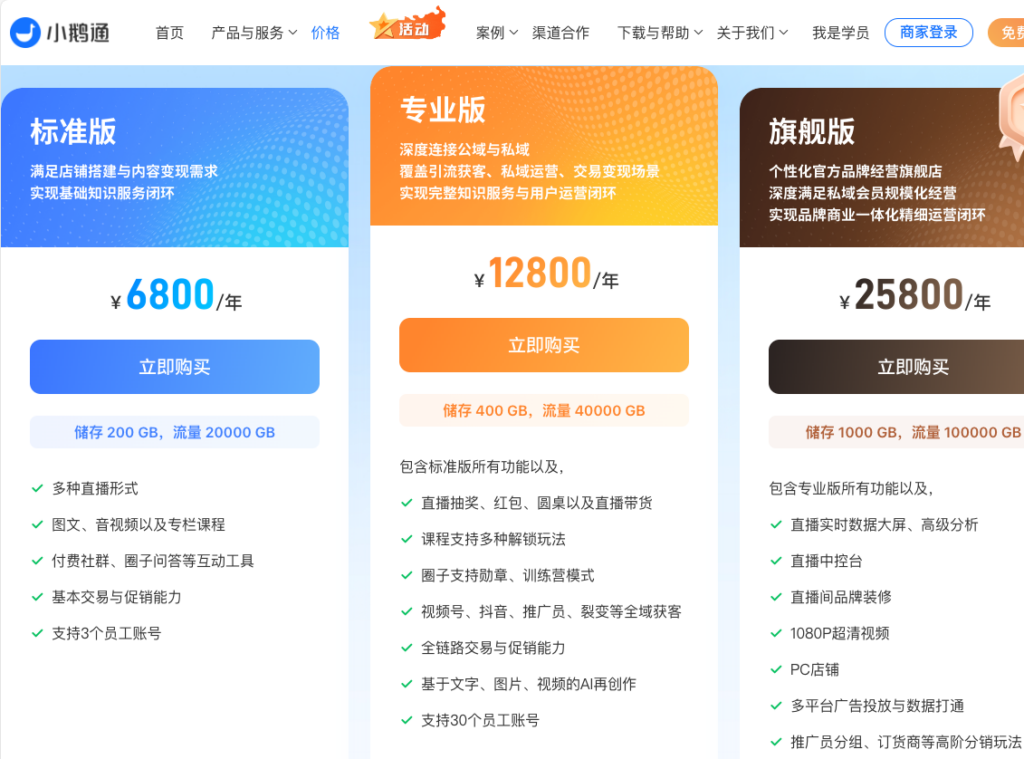 小鹅通
首页
产品与服务
价格
活动
案例
渠道合作
下载与帮助
关于我们
我是学员
商家登录
标准版
满足店铺搭建与内容变现需求
实现基础知识服务闭环
¥6800/年
立即购买
储存 200 GB，流量 20000 GB
多种直播形式
图文、音视频以及专栏课程
付费社群、圈子问答等互动工具
基本交易与促销能力
支持3个员工账号
专业版
深度连接公域与私域
覆盖引流获客、私域运营、交易变现场景
实现完整知识服务与用户运营闭环
¥12800/年
立即购买
储存 400 GB，流量 40000 GB
包含标准版所有功能以及，
直播抽奖、红包、圆桌以及直播带货
课程支持多种解锁玩法
圈子支持勋章、训练营模式
视频号、抖音、推广员、裂变等全域获客
全链路交易与促销能力
基于文字、图片、视频的AI再创作
支持30个员工账号
旗舰版
个性化官方品牌经营旗舰店
深度满足私域会员规模化经营
实现品牌商业一体化精细运营闭环
¥25800/年
立即购买
储存 1000 GB，流量 100000 GB
包含专业版所有功能以及，
直播实时数据大屏、高级分析
直播中控台
直播间品牌装修
1080P超清视频
PC店铺
多平台广告投放与数据打通
推广员分组、订货商等高阶分销玩法